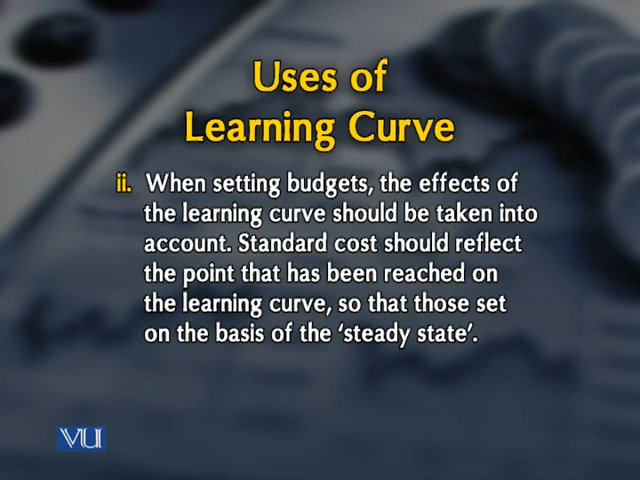 Uses of
Learning Curve
ii. When setting budgets, the effects of
the learning curve should be taken into
account. Standard cost should reflect
the point that has been reached on
the learning curve, so that those set
on the basis of the ‘steady state’.
VU